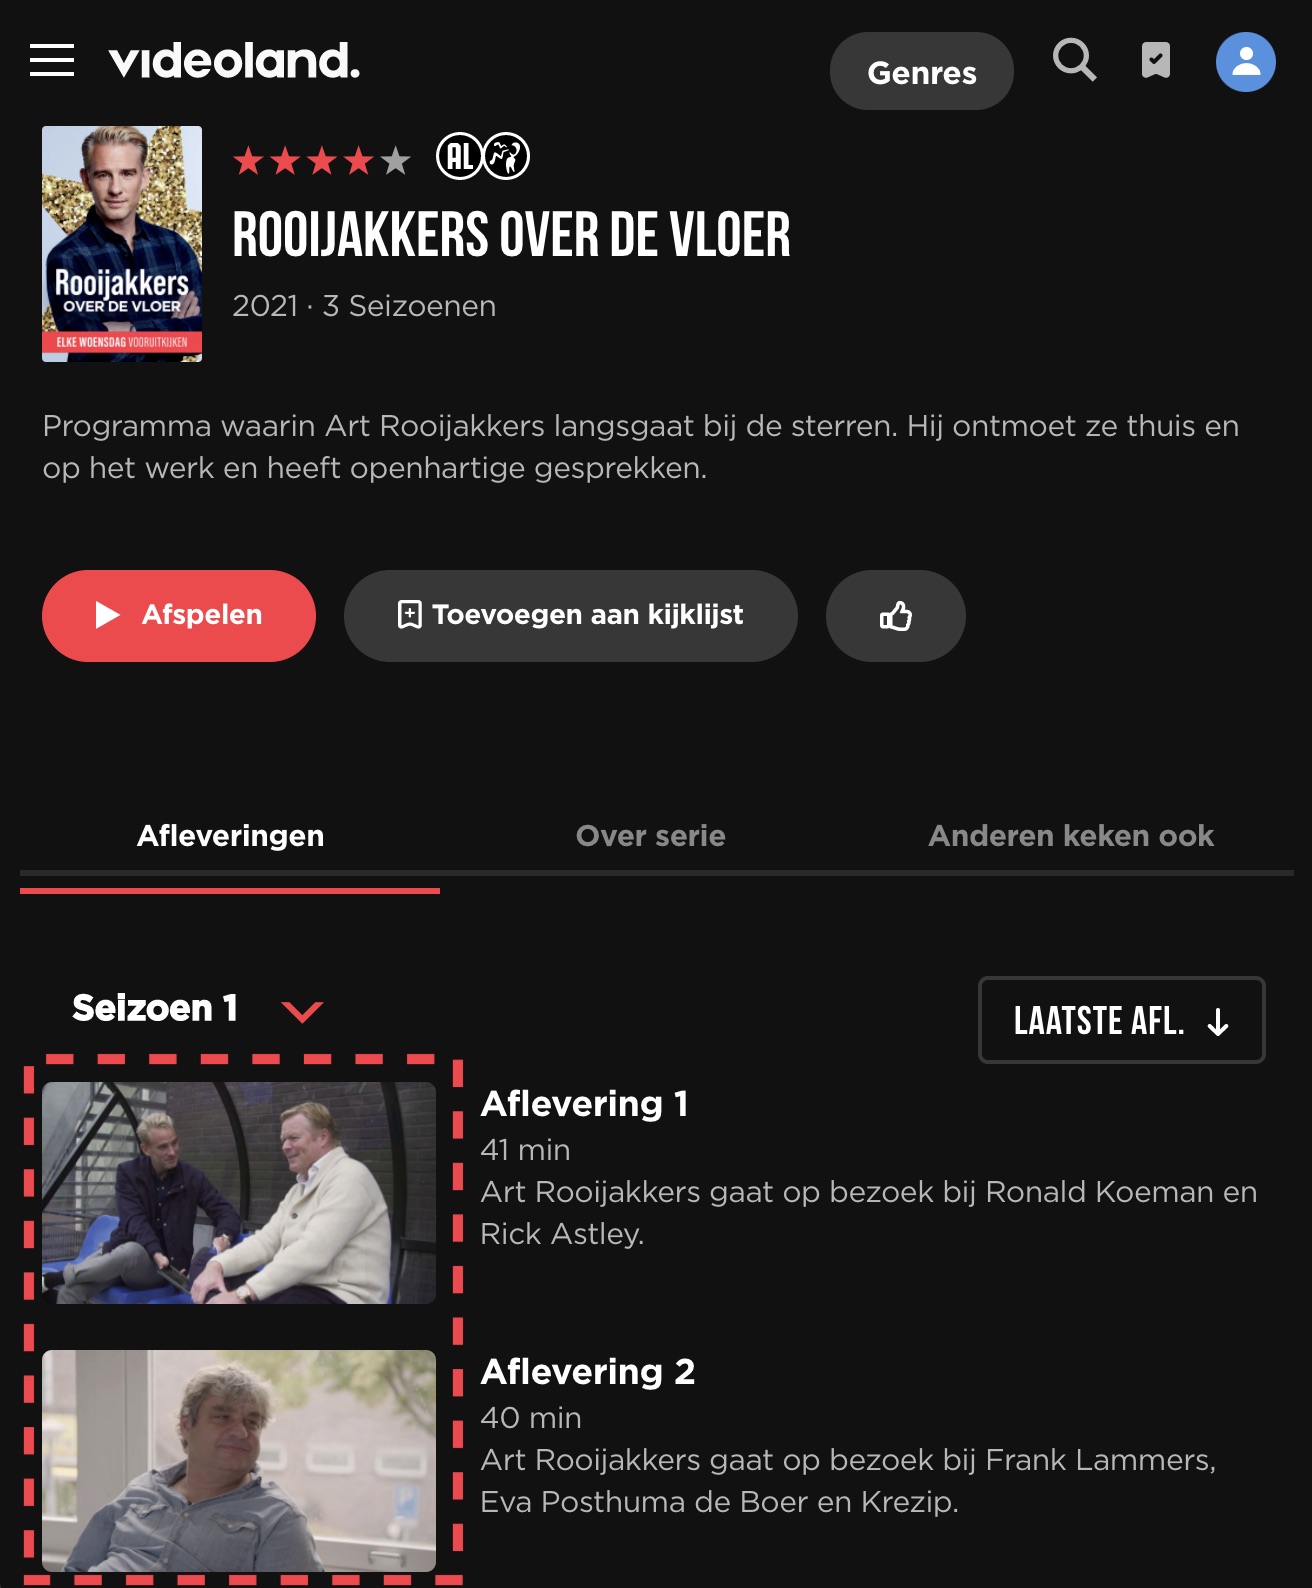 videoland.
Genres
AL
ROOIJAKKERS OVER DE VLOER
2021 · 3 Seizoenen
Rooijakkers
OVER DE VLOER
ELKE WOENSDAG VOORUITKIJKEN
Programma waarin Art Rooijakkers langsgaat bij de sterren. Hij ontmoet ze thuis en
op het werk en heeft openhartige gesprekken.
Afspelen
Toevoegen aan kijklijst
Afleveringen
Over serie
Anderen keken ook
Seizoen 1
LAATSTE AFL.
Aflevering 1
41 min
Art Rooijakkers gaat op bezoek bij Ronald Koeman en
Rick Astley.
Aflevering 2
40 min
Art Rooijakkers gaat op bezoek bij Frank Lammers,
Eva Posthuma de Boer en Krezip.